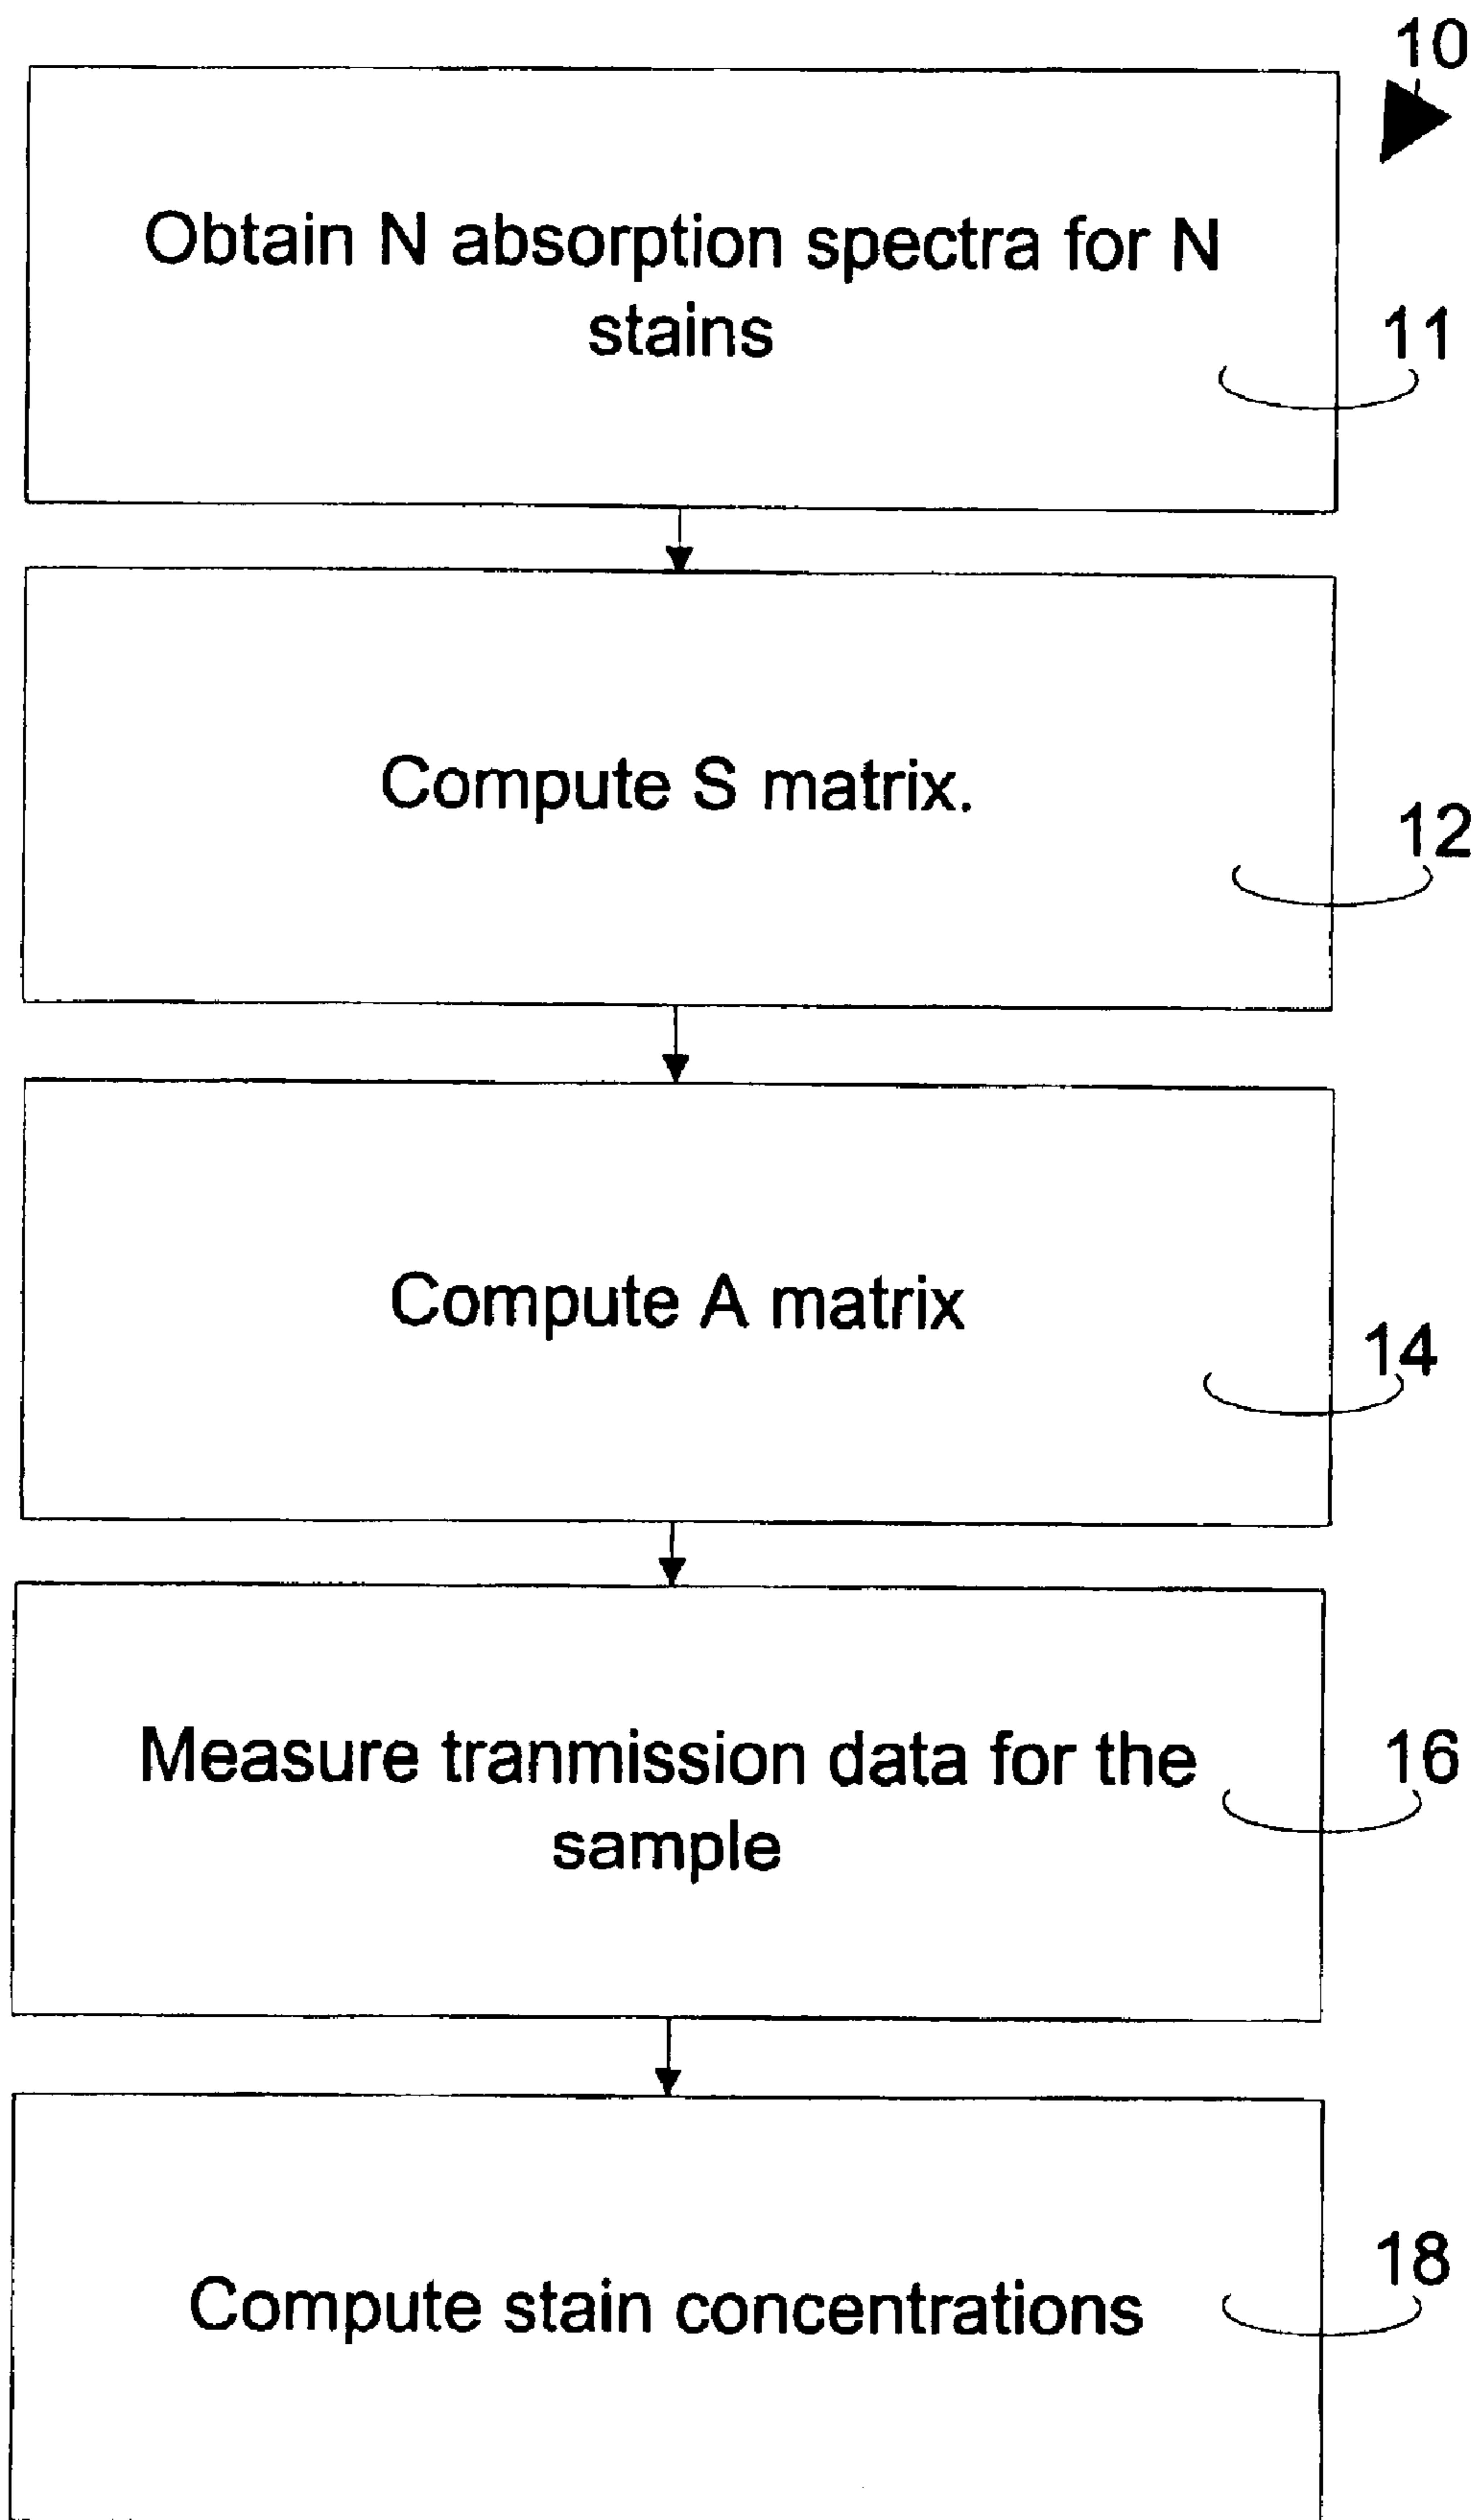 10
Obtain N absorption spectra for N
stains
11
Compute S matrix.
12
Compute A matrix
14
Measure tranmission data for the
sample
16
Compute stain concentrations
18